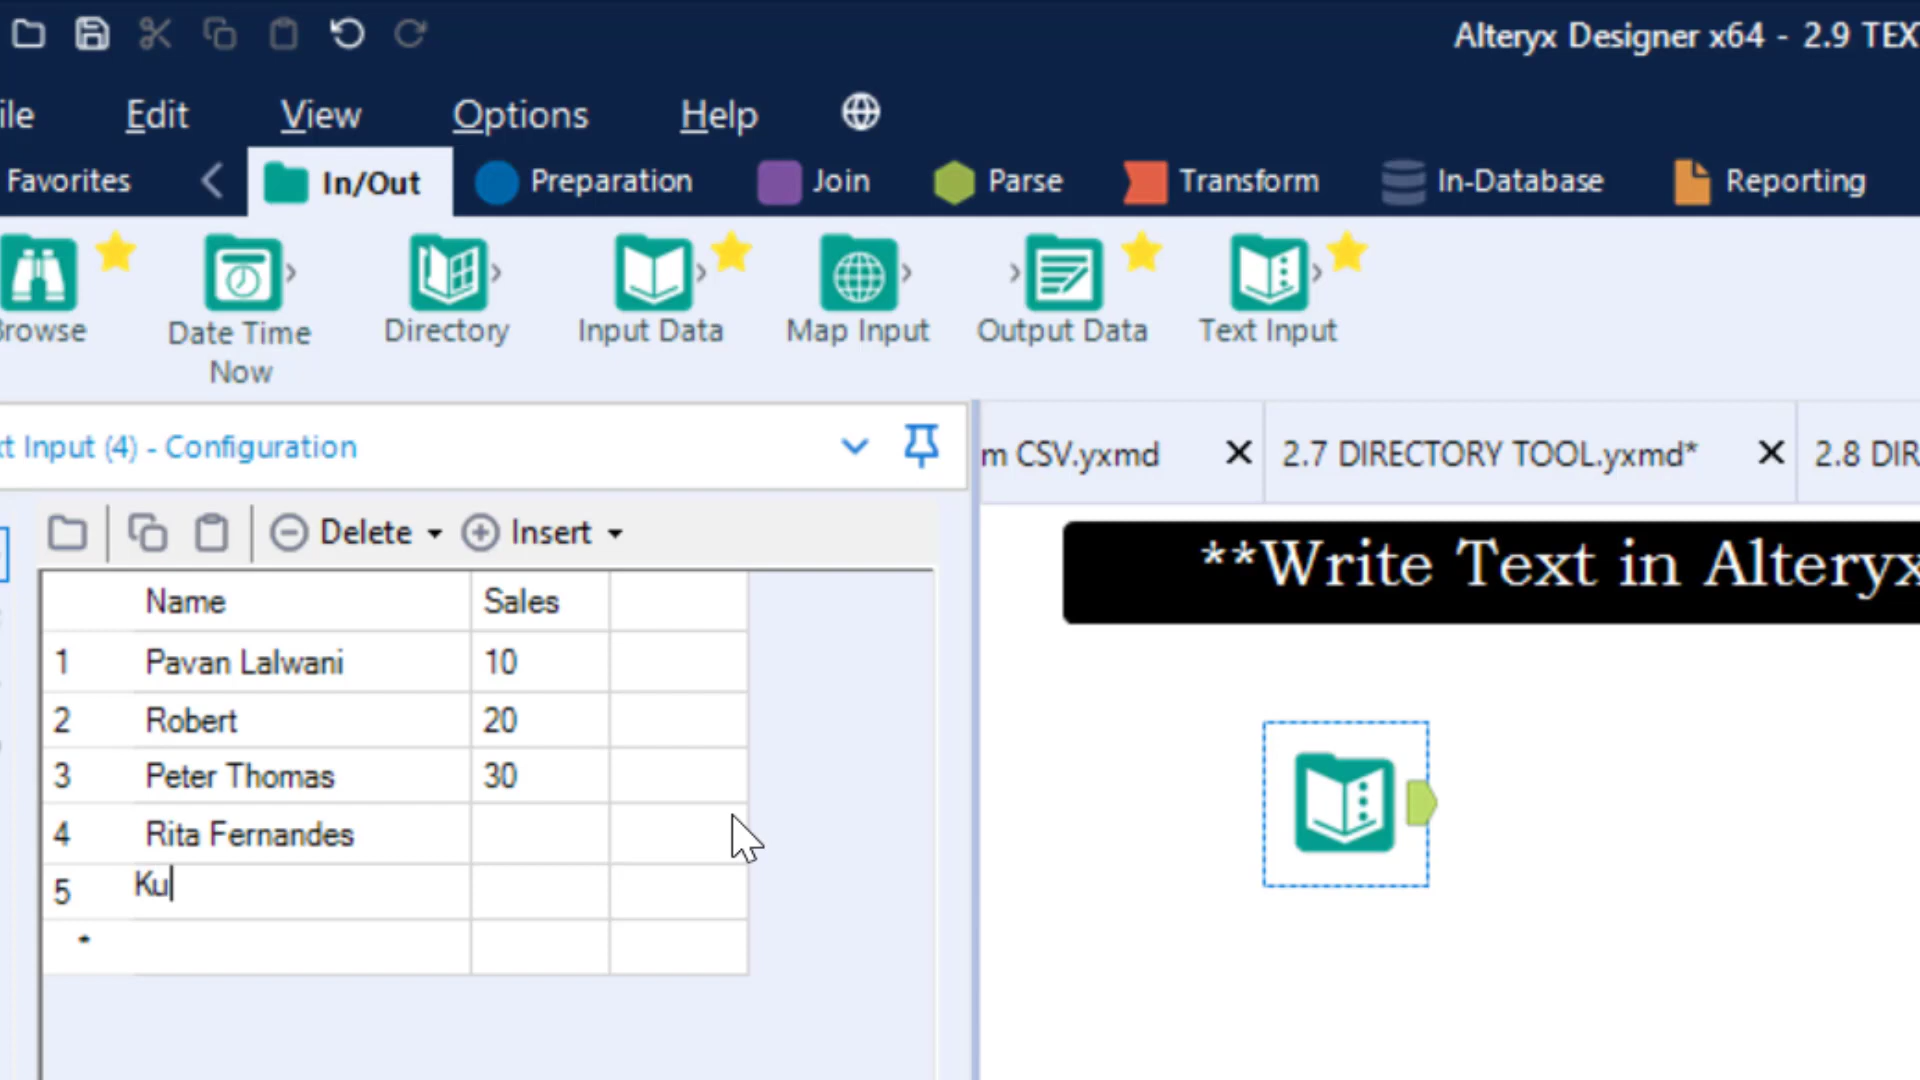 Alteryx Designer x64 - 2.9 TEX
ile Edit View Options Help
Favorites In/Out Preparation Join Parse Transform In-Database Reporting
Browse Date Time Now Directory Input Data Map Input Output Data Text Input
xt Input (4) - Configuration
m CSV.yxmd 2.7 DIRECTORY TOOL.yxmd* 2.8 DIR
Delete Insert
**Write Text in Alteryx
Name Sales
1 Pavan Lalwani 10
2 Robert 20
3 Peter Thomas 30
4 Rita Fernandes
5 Ku
*